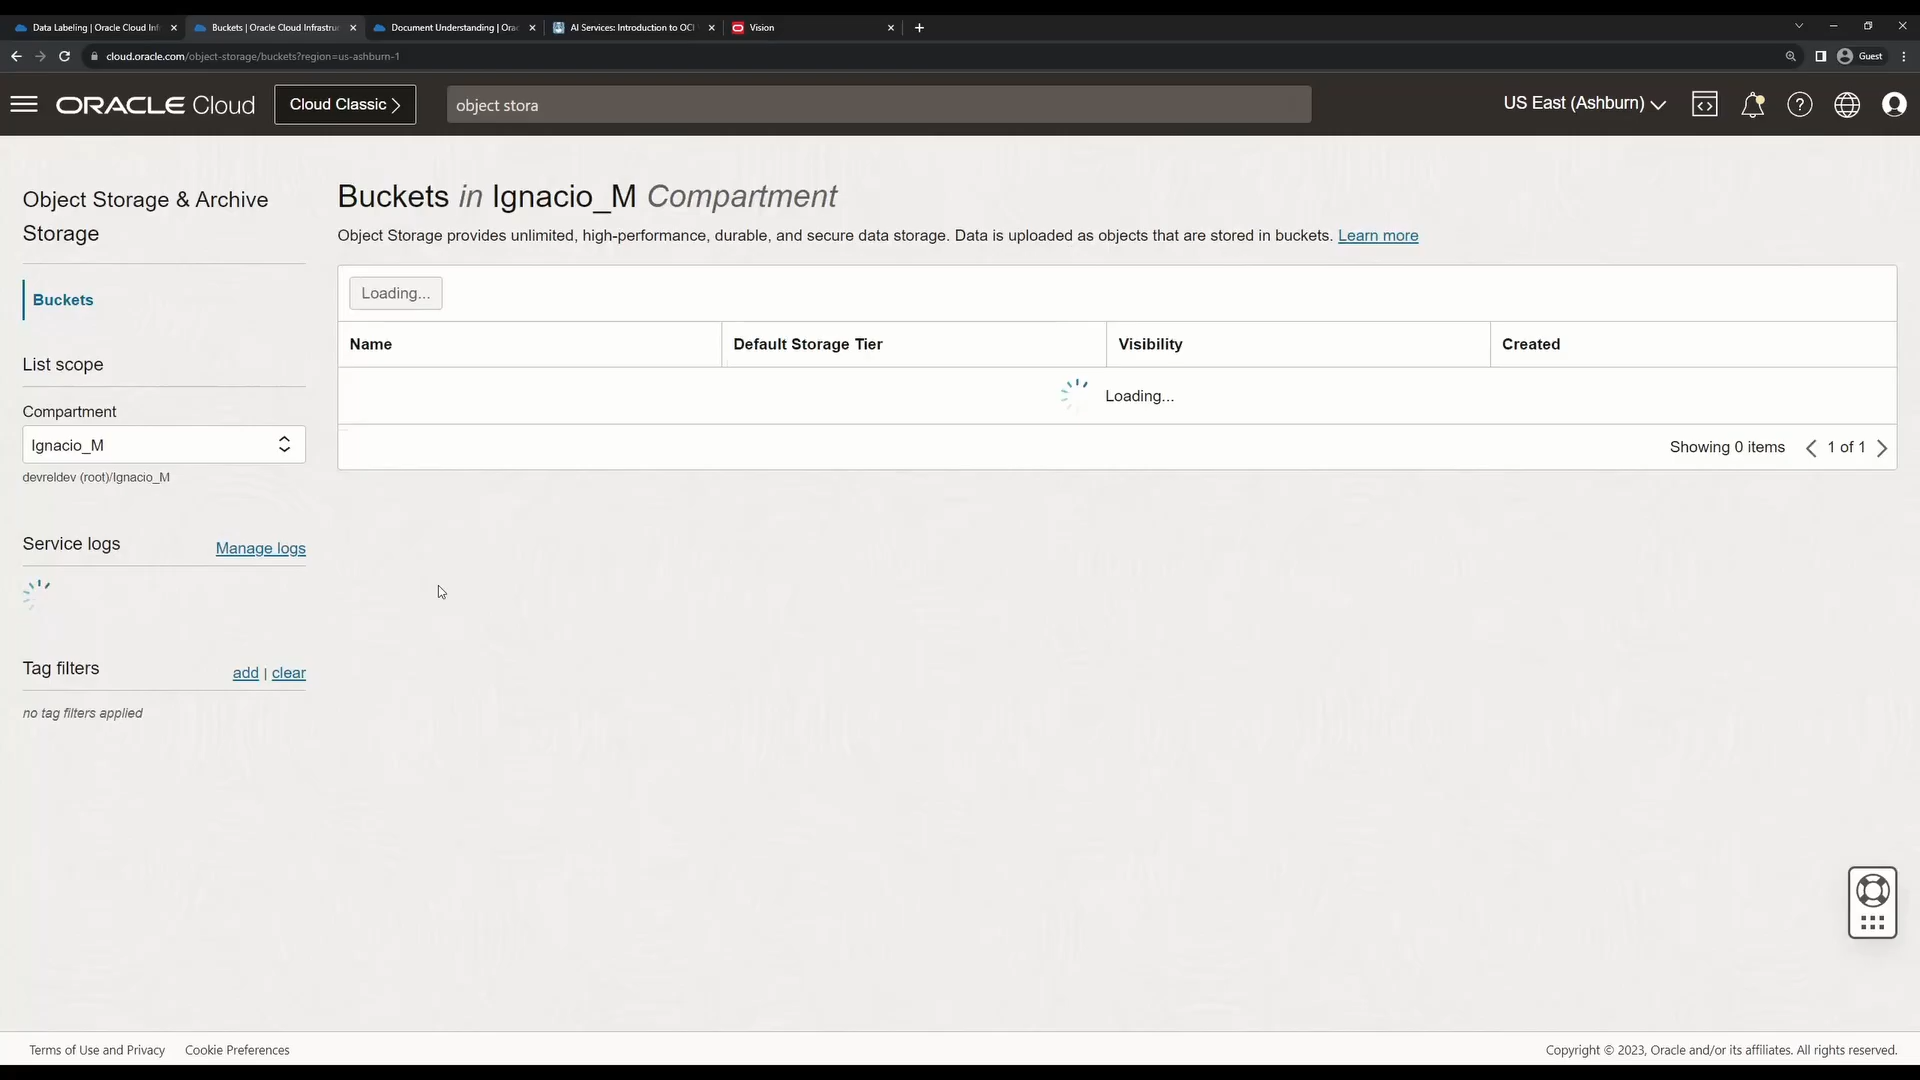 Data Labeling | Oracle Cloud Inf
Buckets | Oracle Cloud Infrastru
Document Understanding | Orac
AI Services: Introduction to OCI
Vision
cloud.oracle.com/object-storage/buckets?region=us-ashburn-1
Guest
ORACLE Cloud
Cloud Classic
object stora
US East (Ashburn)
Object Storage & Archive
Storage
Buckets
List scope
Compartment
Ignacio_M
devreldev (root)/Ignacio_M
Service logs
Manage logs
Tag filters
add | clear
no tag filters applied
Buckets in Ignacio_M Compartment
Object Storage provides unlimited, high-performance, durable, and secure data storage. Data is uploaded as objects that are stored in buckets. Learn more
Loading...
Name Default Storage Tier Visibility Created
Loading...
Showing 0 items 1 of 1
Terms of Use and Privacy Cookie Preferences
Copyright © 2023, Oracle and/or its affiliates. All rights reserved.